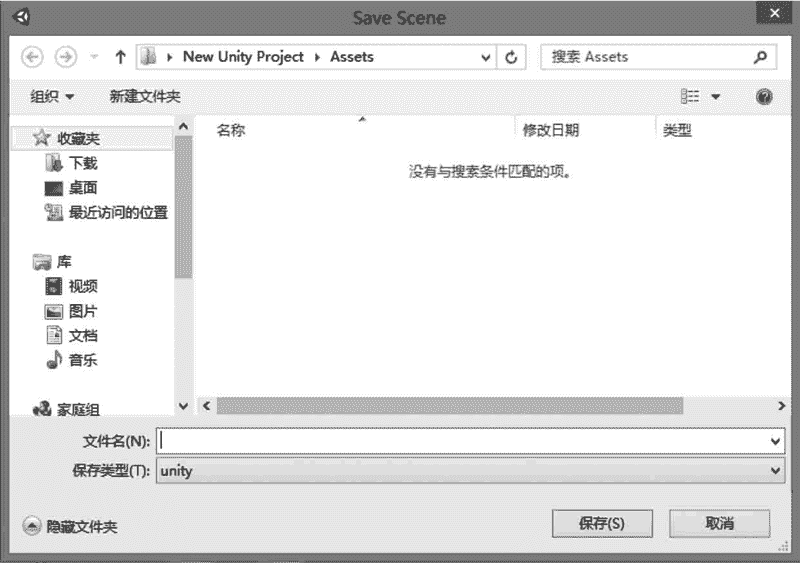 Save Scene
New Unity Project Assets
搜索 Assets
组织 新建文件夹
名称 修改日期 类型
没有与搜索条件匹配的项。
收藏夹
下载
桌面
最近访问的位置
库
视频
图片
文档
音乐
家庭组
文件名(N):
保存类型(T): unity
隐藏文件夹
保存(S) 取消